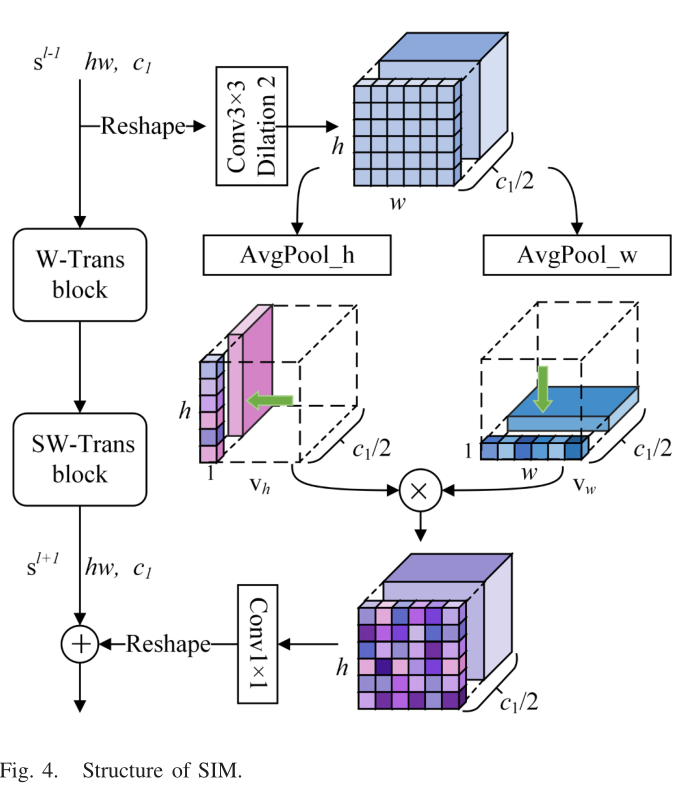 s^{l-1} hw, c_1
Reshape
Conv3×3
Dilation 2
h
w
c_1/2
W-Trans
block
AvgPool_h
AvgPool_w
h
1
v_h
c_1/2
1
w
v_w
c_1/2
SW-Trans
block
×
s^{l+1} hw, c_1
+
Reshape
Conv1×1
h
c_1/2
Fig. 4. Structure of SIM.